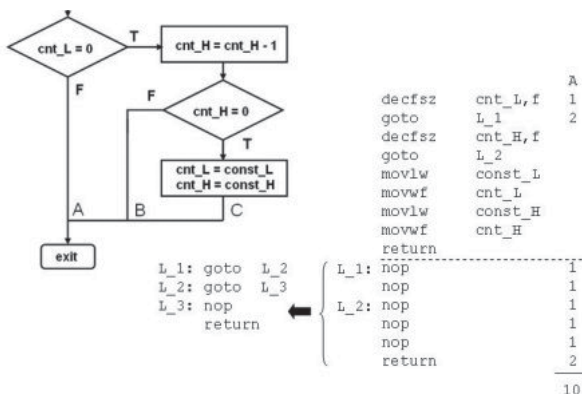 cnt_L = 0
T
cnt_H = cnt_H - 1
F
F
cnt_H = 0
T
cnt_L = const_L
cnt_H = const_H
A
B
C
exit
A
decfsz cnt_L,f 1
goto L_1 2
decfsz cnt_H,f
goto L_2
movlw const_L
movwf cnt_L
movlw const_H
movwf cnt_H
return
L_1: nop 1
nop 1
L_2: nop 1
nop 1
nop 1
return 2
10
L_1: goto L_2
L_2: goto L_3
L_3: nop
return